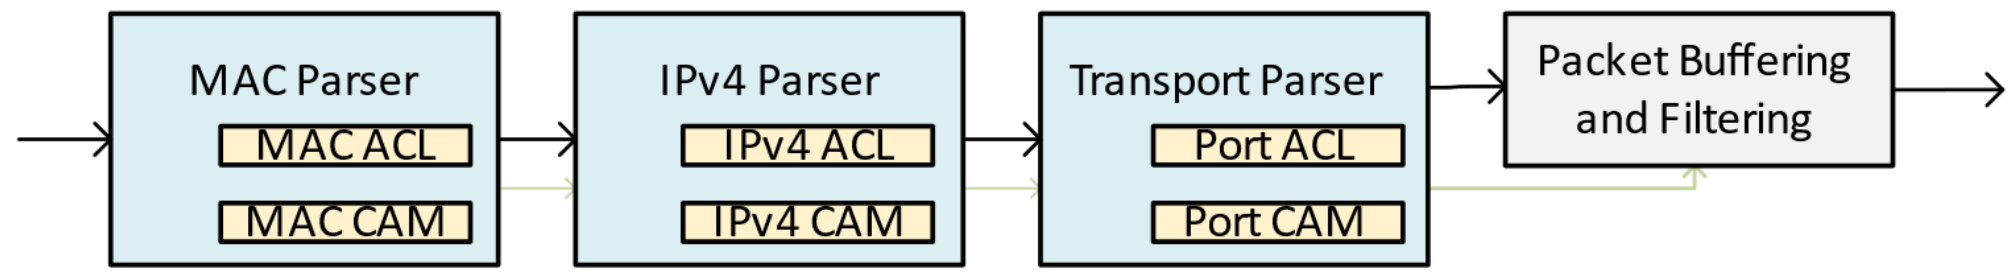 MAC Parser
MAC ACL
MAC CAM
IPv4 Parser
IPv4 ACL
IPv4 CAM
Transport Parser
Port ACL
Port CAM
Packet Buffering
and Filtering